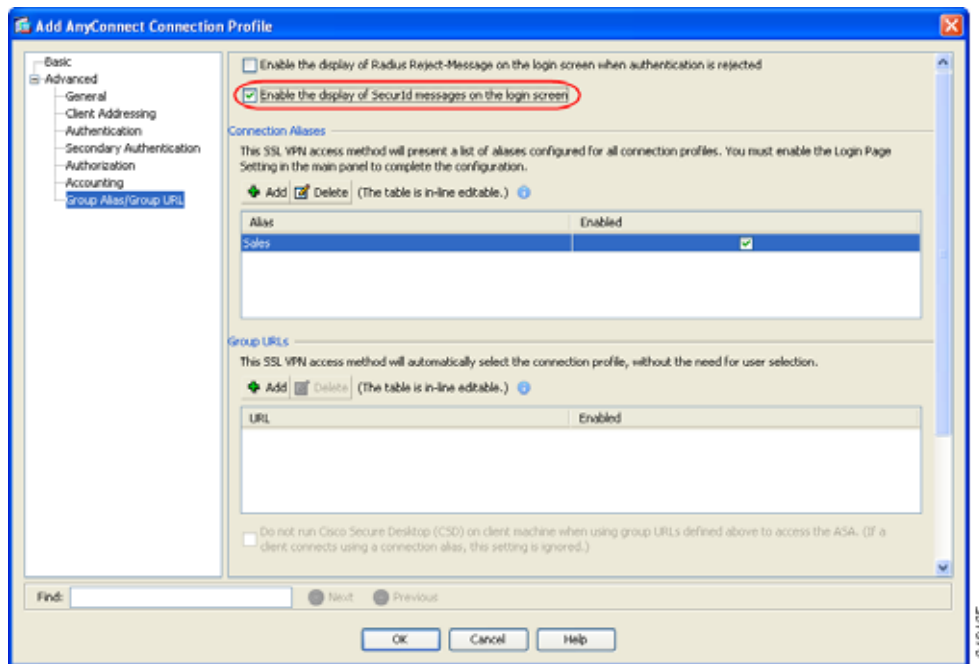 Add AnyConnect Connection Profile
Basic
Advanced
General
Client Addressing
Authentication
Secondary Authentication
Authorization
Accounting
Group Alias/Group URL
Enable the display of Radius Reject-Message on the login screen when authentication is rejected
Enable the display of SecurId messages on the login screen
Connection Aliases
This SSL VPN access method will present a list of aliases configured for all connection profiles. You must enable the Login Page
Setting in the main panel to complete the configuration.
Add Delete (The table is in-line editable.)
Alias Enabled
Sales
Group URLs
This SSL VPN access method will automatically select the connection profile, without the need for user selection.
Add Delete (The table is in-line editable.)
URL Enabled
Do not run Cisco Secure Desktop (CSD) on client machine when using group URLs defined above to access the ASA. (If a
client connects using a connection alias, this setting is ignored.)
Find: Next Previous
OK Cancel Help